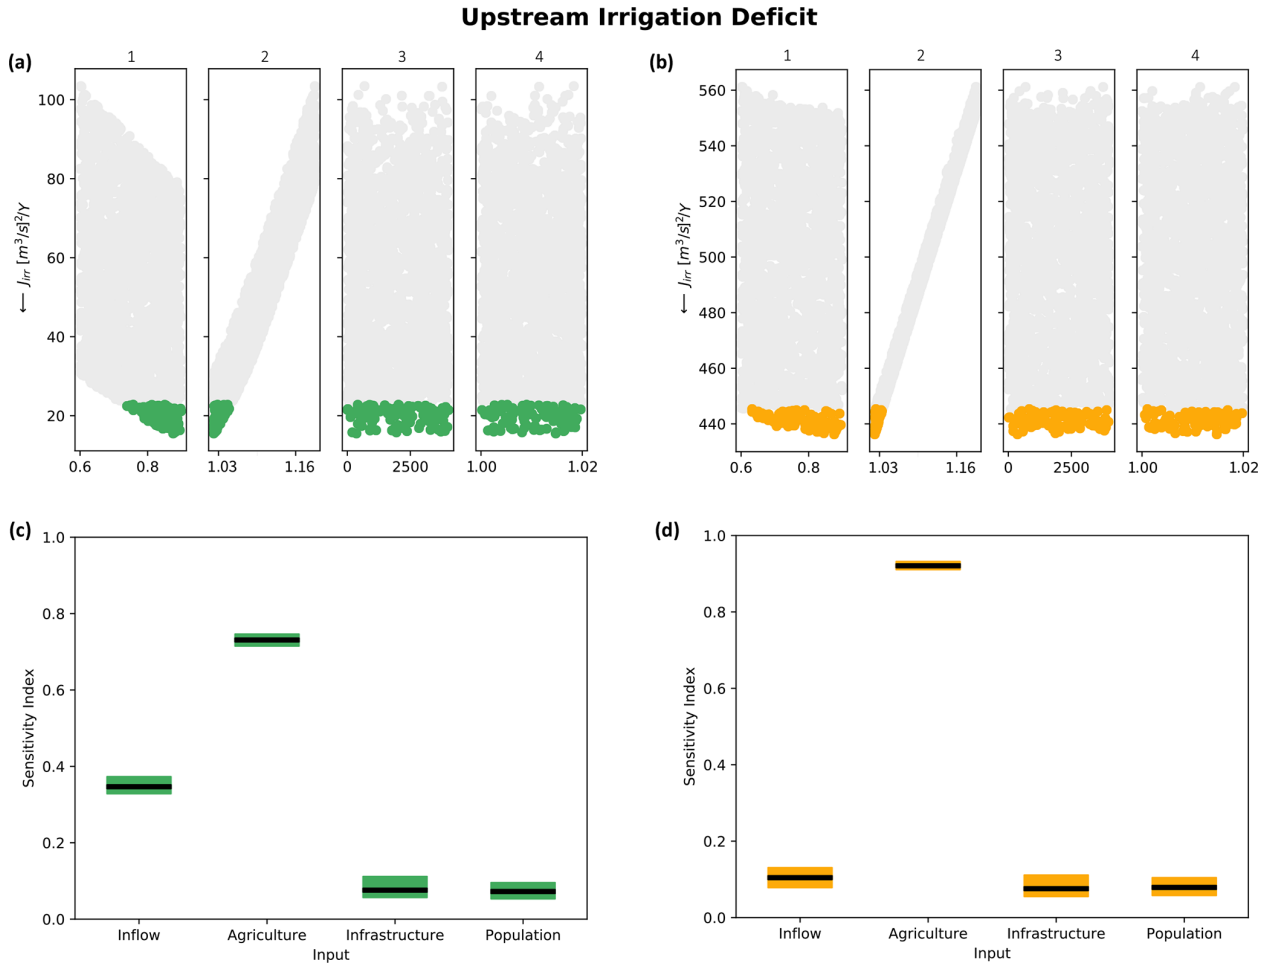 Upstream Irrigation Deficit
(a)
1 2 3 4
100
80
60
40
20
← J_irr [m³/s]²/Y
0.6 0.8 1.03 1.16 0 2500 1.00 1.02
(b)
1 2 3 4
560
540
520
500
480
460
440
← J_irr [m³/s]²/Y
0.6 0.8 1.03 1.16 0 2500 1.00 1.02
(c)
1.0
0.8
0.6
0.4
0.2
0.0
Sensitivity Index
Inflow Agriculture Infrastructure Population
Input
(d)
1.0
0.8
0.6
0.4
0.2
0.0
Sensitivity Index
Inflow Agriculture Infrastructure Population
Input